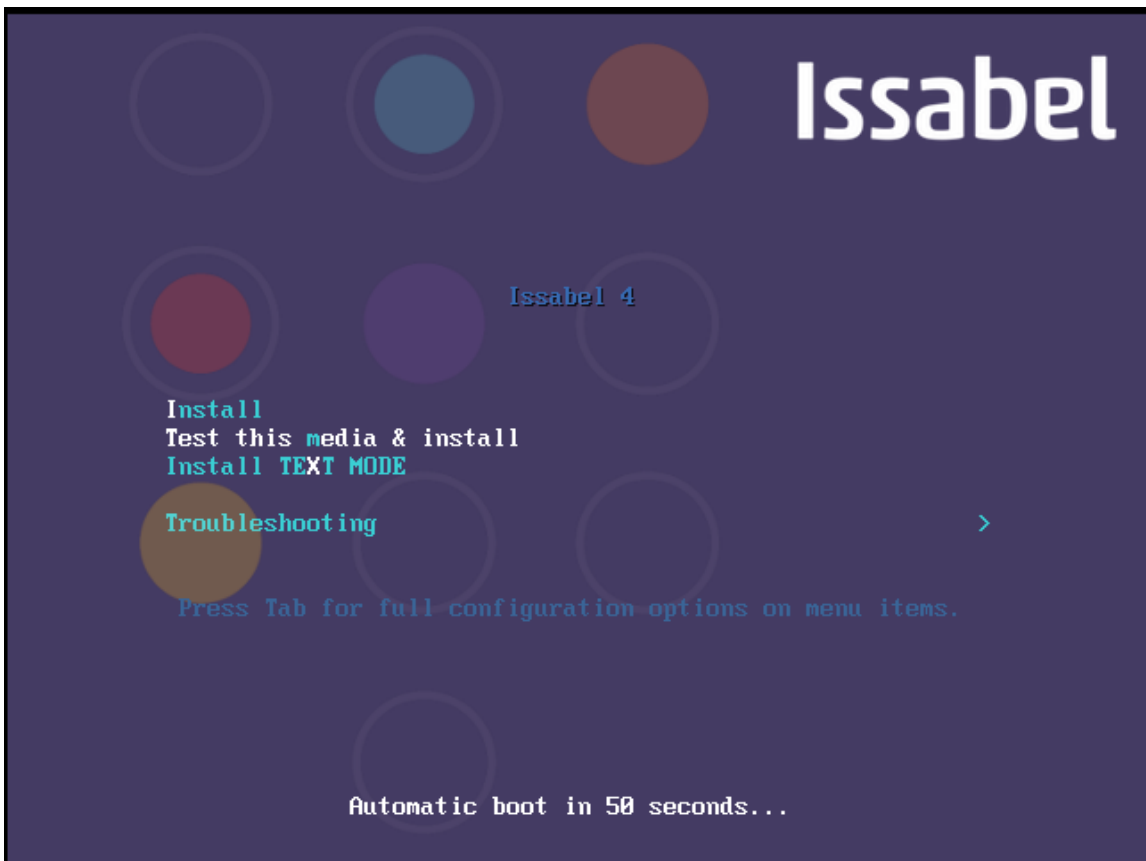 Issabel
Issabel 4
Install
Test this media & install
Install TEXT MODE
Troubleshooting >
Press Tab for full configuration options on menu items.
Automatic boot in 50 seconds...